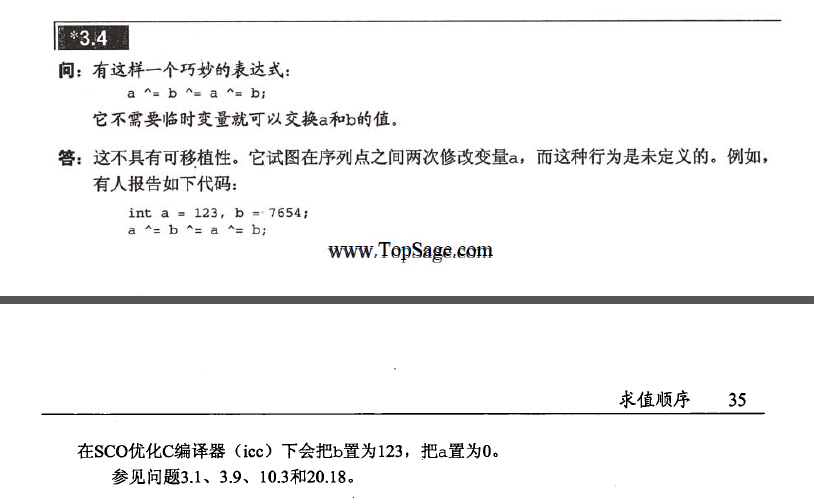 *3.4
问：有这样一个巧妙的表达式：
a ^= b ^= a ^= b;
它不需要临时变量就可以交换a和b的值。
答：这不具有可移植性。它试图在序列点之间两次修改变量a，而这种行为是未定义的。例如，
有人报告如下代码：
int a = 123, b = 7654;
a ^= b ^= a ^= b;
www.TopSage.com
求值顺序 35
在SCO优化C编译器（icc）下会把b置为123，把a置为0。
参见问题3.1、3.9、10.3和20.18。